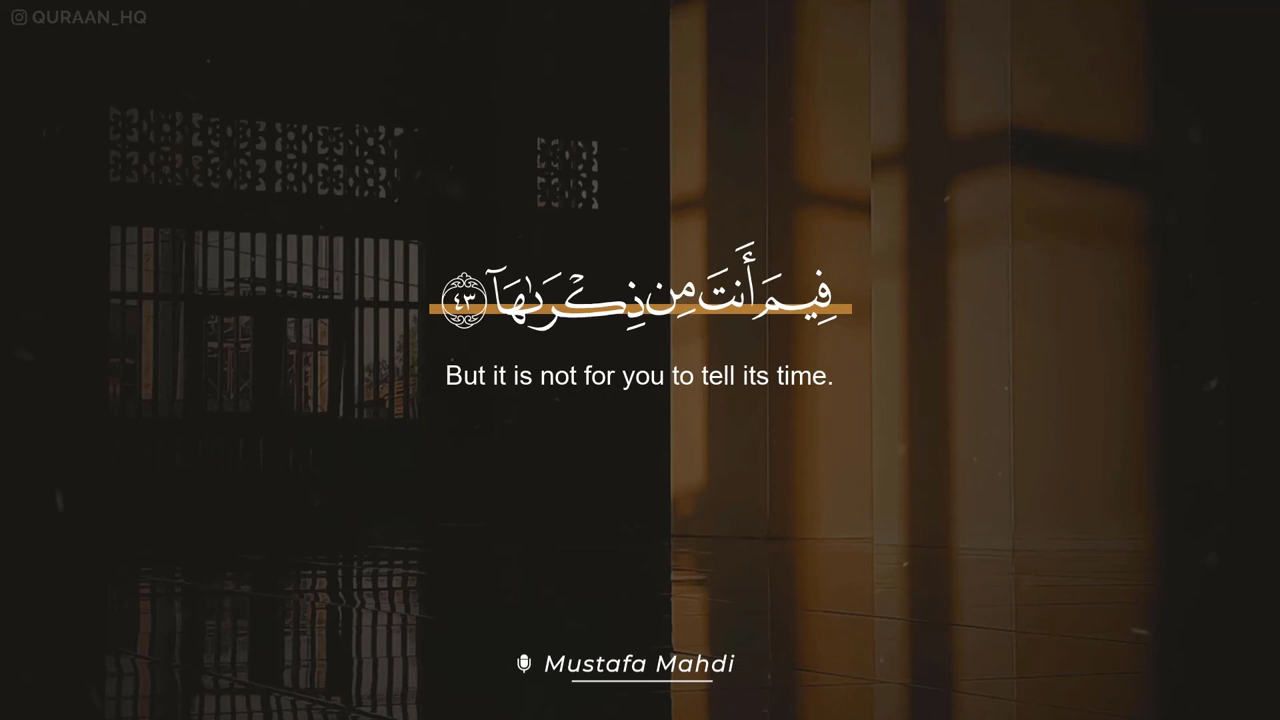 QURAAN_HQ
فِيمَ أَنتَ مِن ذِكْرَىٰهَآ ٤٣
But it is not for you to tell its time.
Mustafa Mahdi